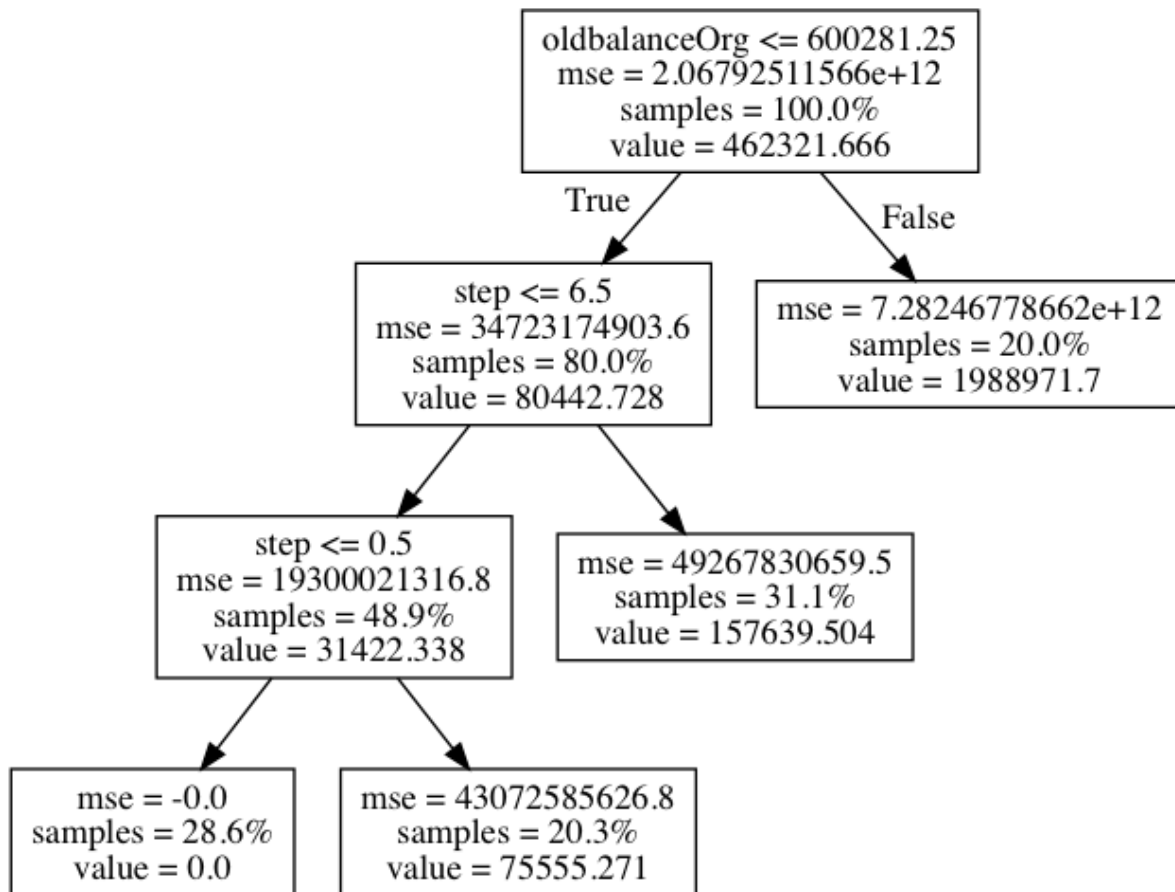 oldbalanceOrg <= 600281.25
mse = 2.06792511566e+12
samples = 100.0%
value = 462321.666
True
False
step <= 6.5
mse = 34723174903.6
samples = 80.0%
value = 80442.728
mse = 7.28246778662e+12
samples = 20.0%
value = 1988971.7
step <= 0.5
mse = 19300021316.8
samples = 48.9%
value = 31422.338
mse = 49267830659.5
samples = 31.1%
value = 157639.504
mse = -0.0
samples = 28.6%
value = 0.0
mse = 43072585626.8
samples = 20.3%
value = 75555.271